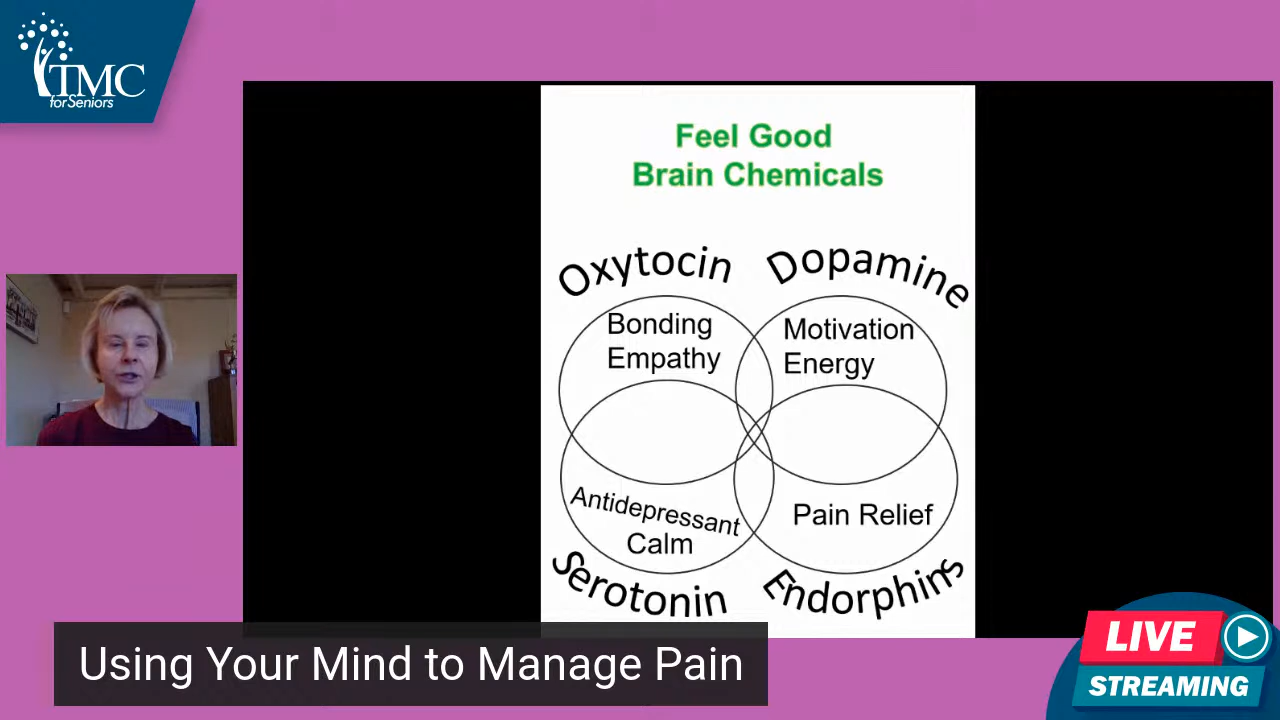 TMC
for Seniors
Feel Good
Brain Chemicals
Oxytocin
Dopamine
Bonding
Empathy
Motivation
Energy
Antidepressant
Calm
Pain Relief
Serotonin
Endorphins
Using Your Mind to Manage Pain
LIVE
STREAMING